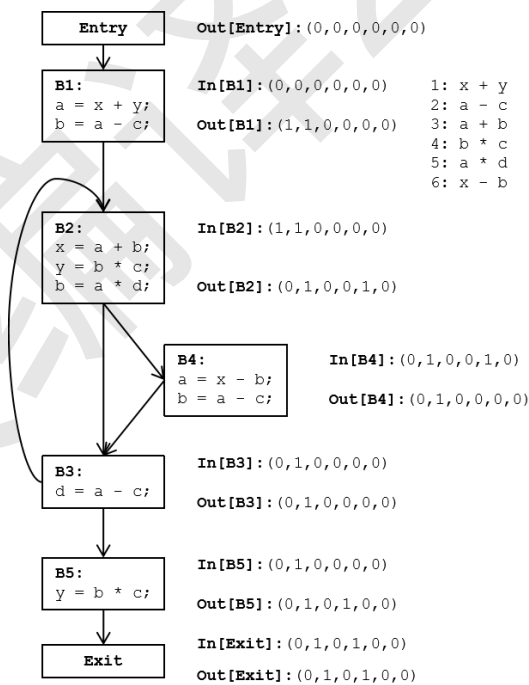 Entry Out[Entry]:(0,0,0,0,0,0)
B1: In[B1]:(0,0,0,0,0,0) 1: x + y
a = x + y; 2: a - c
b = a - c; Out[B1]:(1,1,0,0,0,0) 3: a + b
4: b * c
5: a * d
6: x - b
B2: In[B2]:(1,1,0,0,0,0)
x = a + b;
y = b * c;
b = a * d; Out[B2]:(0,1,0,0,1,0)
B4: In[B4]:(0,1,0,0,1,0)
a = x - b;
b = a - c; Out[B4]:(0,1,0,0,0,0)
B3: In[B3]:(0,1,0,0,0,0)
d = a - c;
Out[B3]:(0,1,0,0,0,0)
B5: In[B5]:(0,1,0,0,0,0)
y = b * c;
Out[B5]:(0,1,0,1,0,0)
In[Exit]:(0,1,0,1,0,0)
Exit
Out[Exit]:(0,1,0,1,0,0)